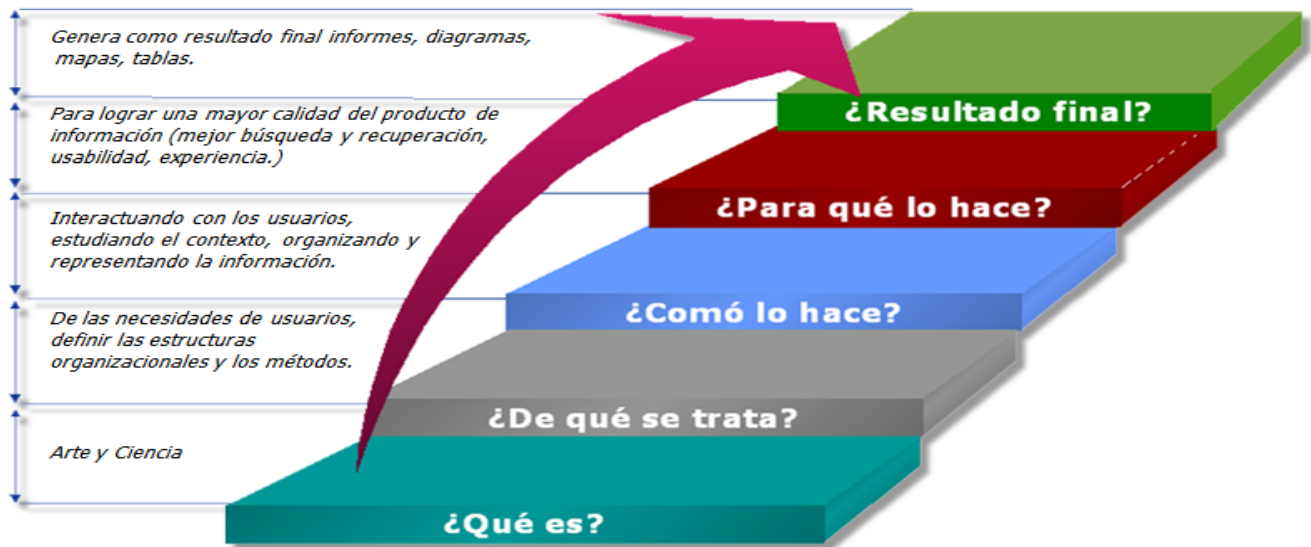 Genera como resultado final informes, diagramas,
mapas, tablas.
¿Resultado final?
Para lograr una mayor calidad del producto de
información (mejor búsqueda y recuperación,
usabilidad, experiencia.)
¿Para qué lo hace?
Interactuando con los usuarios,
estudiando el contexto, organizando y
representando la información.
¿Comó lo hace?
De las necesidades de usuarios,
definir las estructuras
organizacionales y los métodos.
¿De qué se trata?
Arte y Ciencia
¿Qué es?